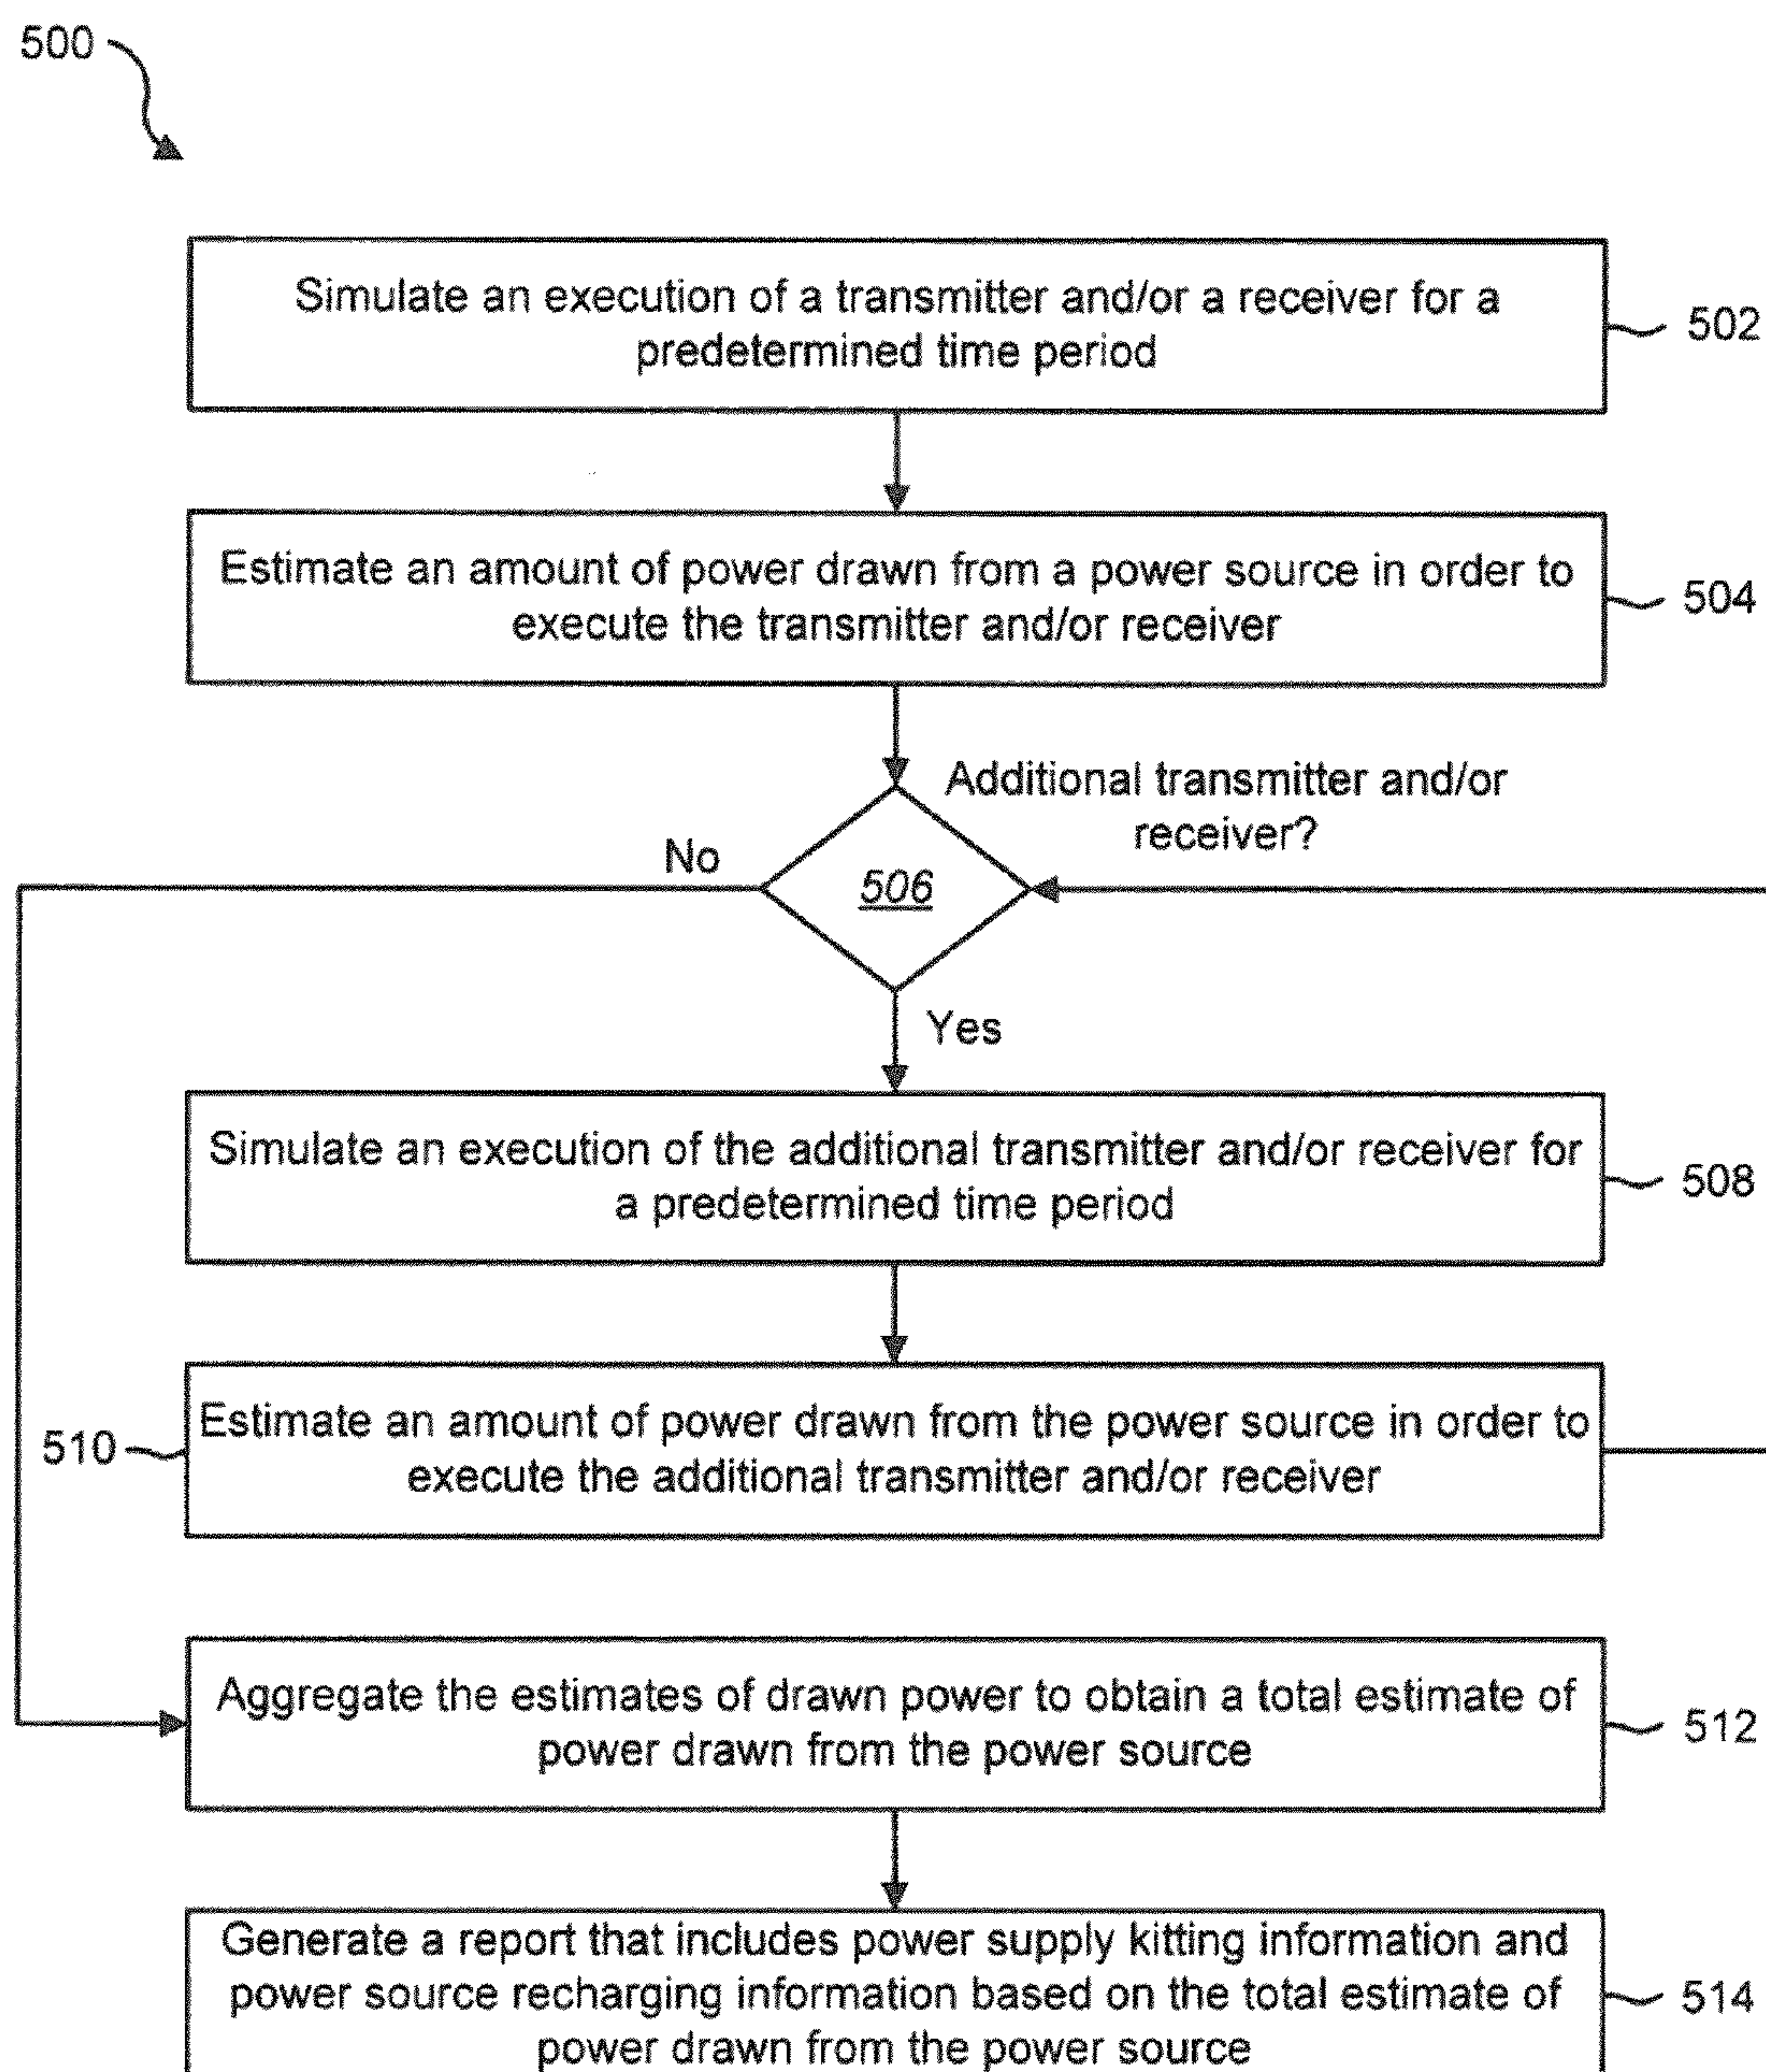 500
Simulate an execution of a transmitter and/or a receiver for a
predetermined time period
502
Estimate an amount of power drawn from a power source in order to
execute the transmitter and/or receiver
504
Additional transmitter and/or
receiver?
No
506
Yes
Simulate an execution of the additional transmitter and/or receiver for
a predetermined time period
508
Estimate an amount of power drawn from the power source in order to
execute the additional transmitter and/or receiver
510
Aggregate the estimates of drawn power to obtain a total estimate of
power drawn from the power source
512
Generate a report that includes power supply kitting information and
power source recharging information based on the total estimate of
power drawn from the power source
514